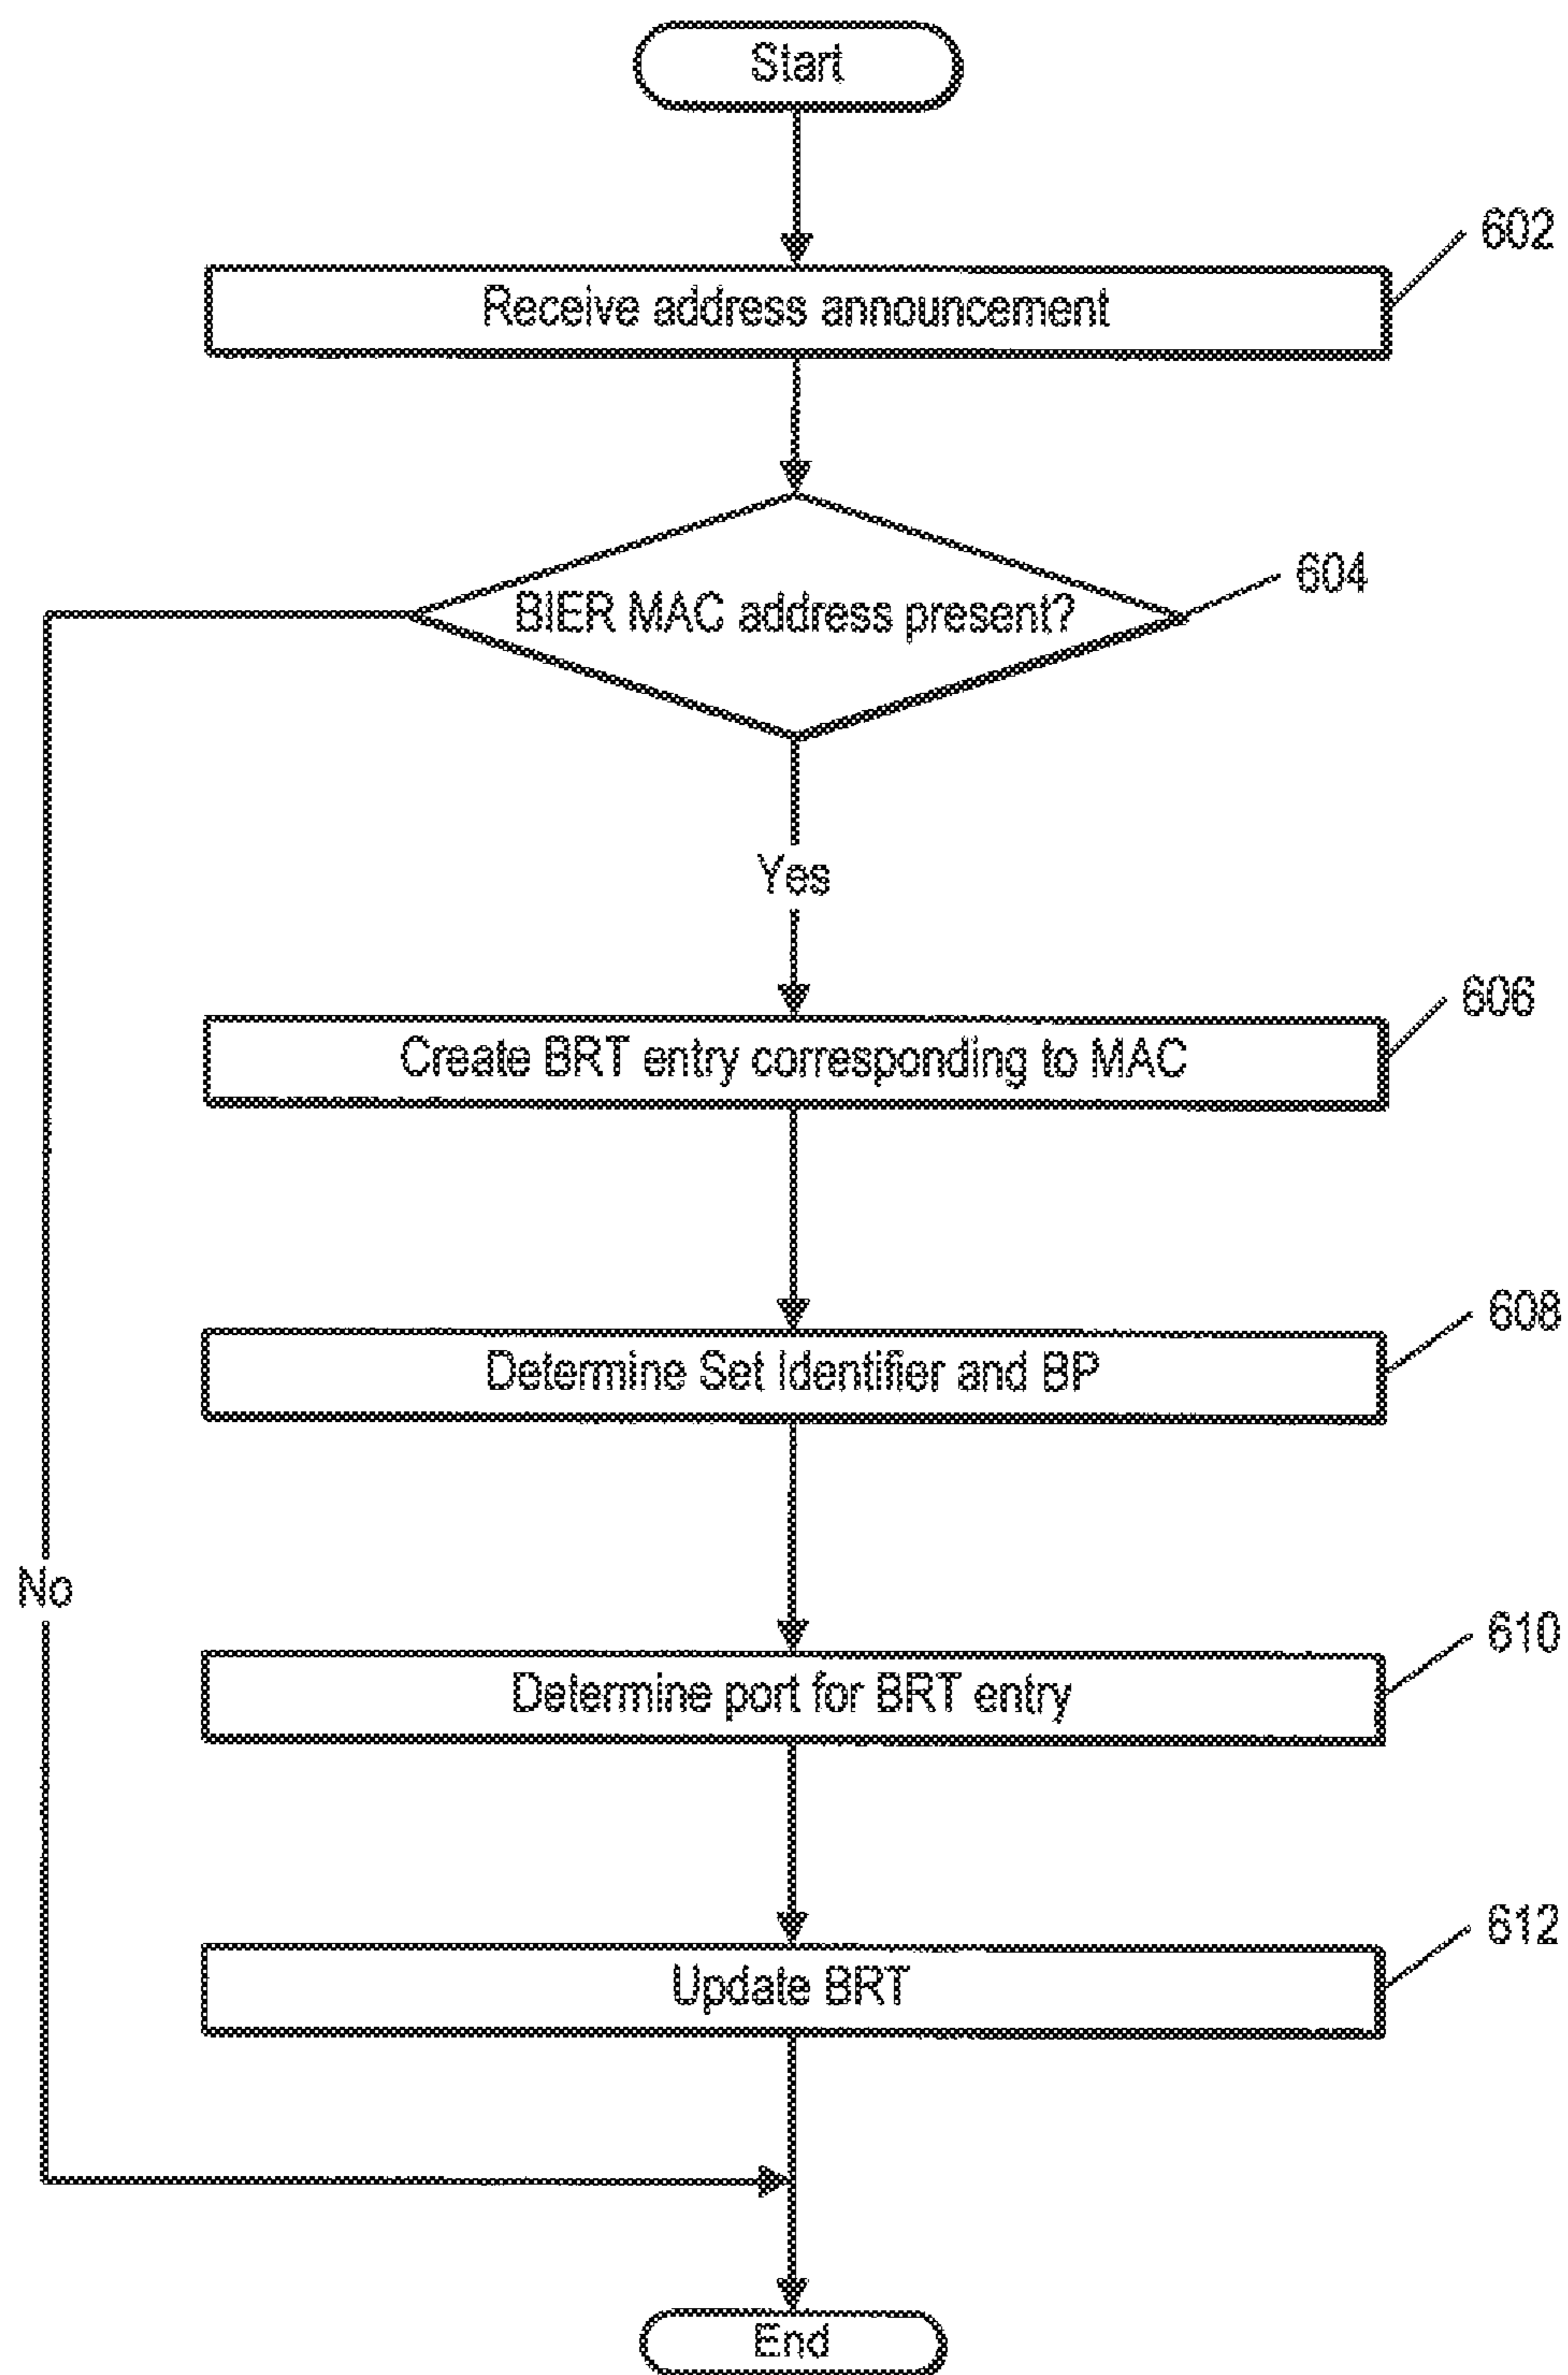 Start
602
Receive address announcement
604
BIER MAC address present?
Yes
606
Create BRT entry corresponding to MAC
608
Determine Set Identifier and BP
No
610
Determine port for BRT entry
612
Update BRT
End